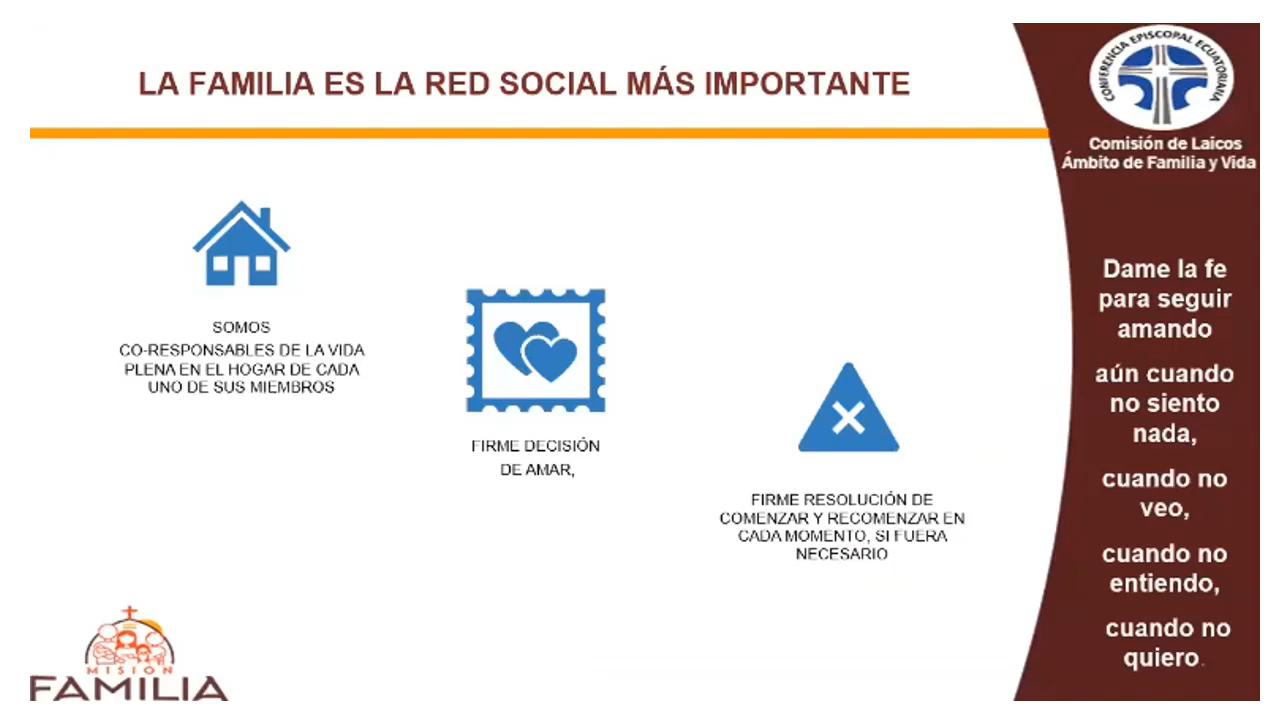 LA FAMILIA ES LA RED SOCIAL MÁS IMPORTANTE
CONFERENCIA EPISCOPAL ECUATORIANA
Comisión de Laicos
Ámbito de Familia y Vida
SOMOS
CO-RESPONSABLES DE LA VIDA
PLENA EN EL HOGAR DE CADA
UNO DE SUS MIEMBROS
FIRME DECISIÓN
DE AMAR,
FIRME RESOLUCIÓN DE
COMENZAR Y RECOMENZAR EN
CADA MOMENTO, SI FUERA
NECESARIO
Dame la fe
para seguir
amando
aún cuando
no siento
nada,
cuando no
veo,
cuando no
entiendo,
cuando no
quiero.
MISION
FAMILIA